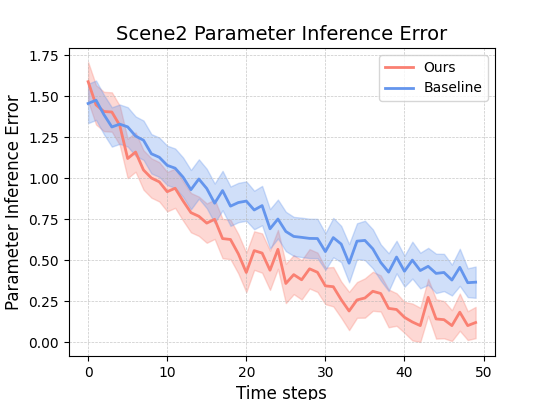 Scene2 Parameter Inference Error
Parameter Inference Error
1.75
1.50
1.25
1.00
0.75
0.50
0.25
0.00
Ours
Baseline
0 10 20 30 40 50
Time steps